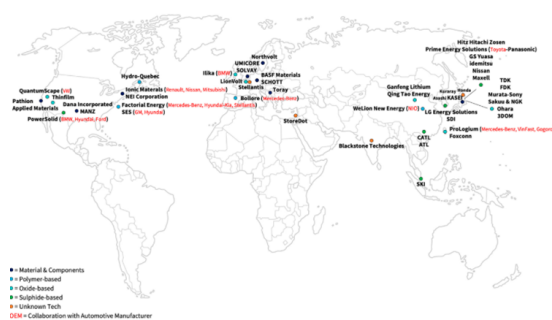 Hitz Hitachi Zosen
Prime Energy Solutions (Toyota-Panasonic)
GS Yuasa
Idemitsu
Nissan
Maxell
TDK
FDK
Murata-Sony
Sakuu & NGK
Ohara
3DOM
Kuraray Honda
Asashi KASEI
LG Energy Solutions
SDI
Ganfeng Lithium
Qing Tao Energy
WeLion New Energy (NIO)
ProLogium (Mercedes-Benz, VinFast, Gogoro
Foxconn
CATL
ATL
SKI
Blackstone Technologies
StoreDot
Northvolt
UMICORE
SOLVAY
BASF Materials
SCHOTT
Ilika (BMW)
LionVolt
Stellantis
Toray
Bollore (Mercedes-Benz)
Hydro-Quebec
Ionic Materials (Renault, Nissan, Mitsubishi)
NEI Corporation
Factorial Energy (Mercedes-Benz, Hyundai-Kia, Stellantis)
SES (GM, Hyundai)
QuantumScape (VW)
Thinfilm
Pathion
Applied Materials
Dana Incorporated
NANZ
PowerSolid (BMW, Hyundai, Ford)
= Material & Components
= Polymer-based
= Oxide-based
= Sulphide-based
= Unknown Tech
OEM = Collaboration with Automotive Manufacturer